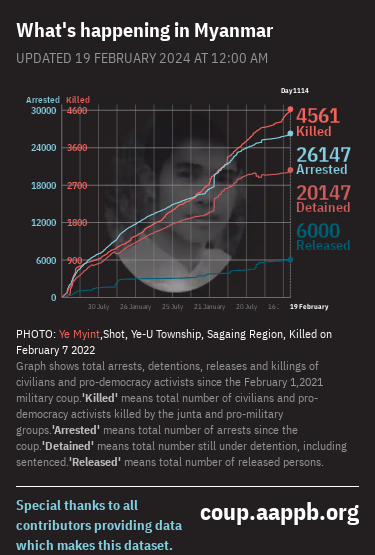 What's happening in Myanmar
UPDATED 19 FEBRUARY 2024 AT 12:00 AM
Day1114
Arrested Killed
30000 4600
24000 3600
18000 2700
12000 1800
6000 900
0
4561
Killed
26147
Arrested
20147
Detained
6000
Released
30 July 26 January 25 July 21 January 20 July 16 19 February
PHOTO: Ye Myint,Shot, Ye-U Township, Sagaing Region, Killed on
February 7 2022
Graph shows total arrests, detentions, releases and killings of
civilians and pro-democracy activists since the February 1,2021
military coup.'Killed' means total number of civilians and pro-
democracy activists killed by the junta and pro-military
groups.'Arrested' means total number of arrests since the
coup.'Detained' means total number still under detention, including
sentenced.'Released' means total number of released persons.
Special thanks to all
contributors providing data
which makes this dataset.
coup.aappb.org